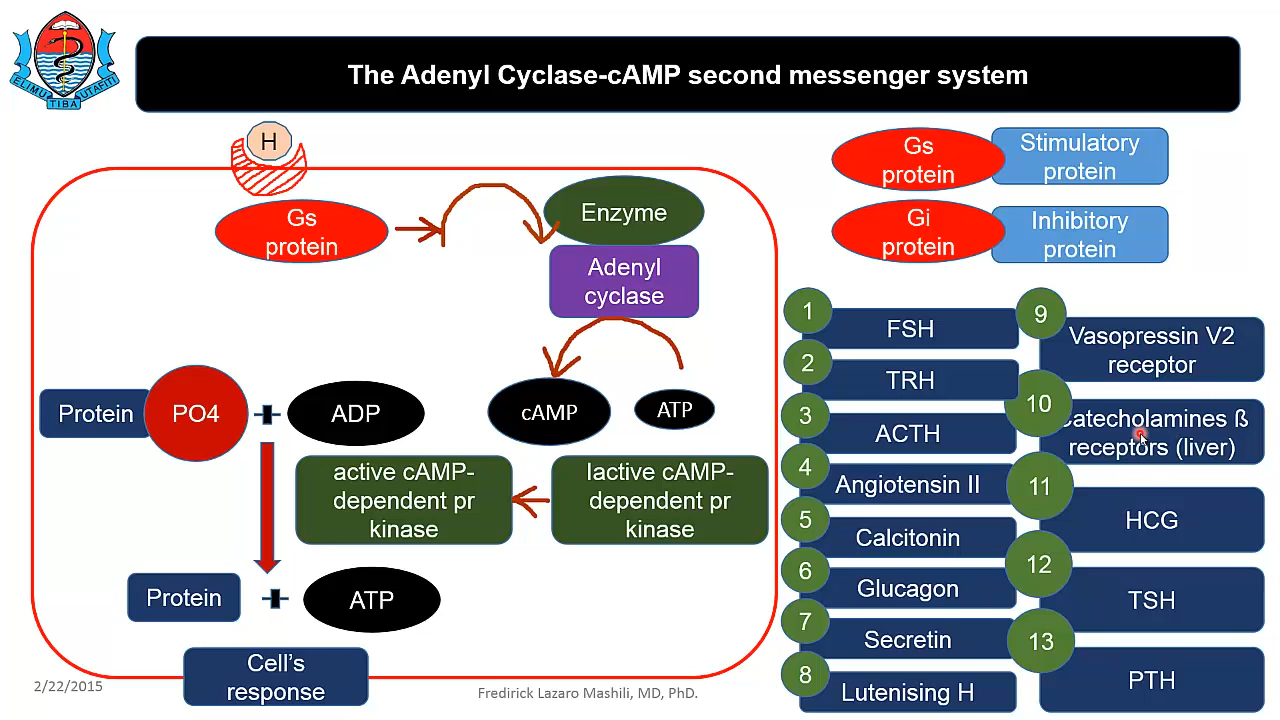 The Adenyl Cyclase-cAMP second messenger system
ELIMU
TIBA
UTAFITI
H
Gs
protein
Enzyme
Adenyl
cyclase
cAMP
ATP
Protein
PO4
ADP
active cAMP-
dependent pr
kinase
Iactive cAMP-
dependent pr
kinase
Protein
ATP
Cell's
response
Gs
protein
Stimulatory
protein
Gi
protein
Inhibitory
protein
1
FSH
2
TRH
3
ACTH
4
Angiotensin II
5
Calcitonin
6
Glucagon
7
Secretin
8
Lutenising H
9
Vasopressin V2
receptor
10
Catecholamines ß
receptors (liver)
11
HCG
12
TSH
13
PTH
2/22/2015
Fredirick Lazaro Mashili, MD, PhD.